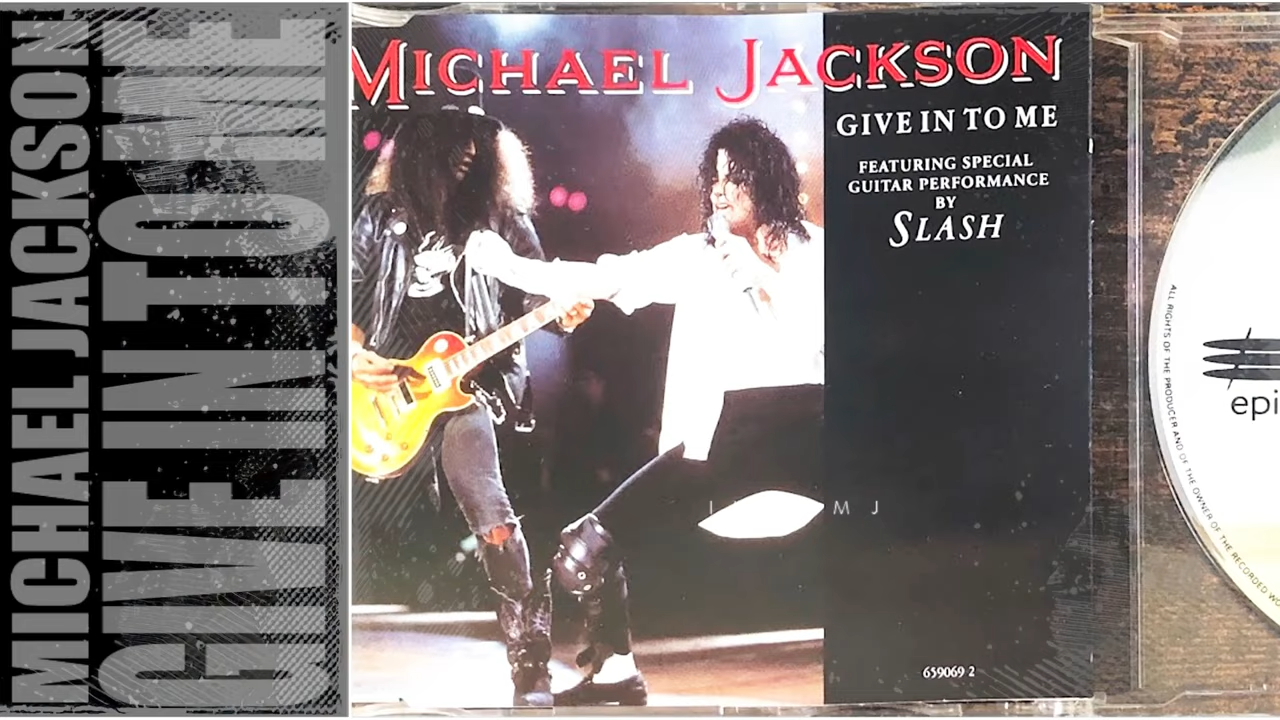 MICHAEL JACKSON
GIVE IN TO ME
MICHAEL JACKSON
GIVE IN TO ME
FEATURING SPECIAL
GUITAR PERFORMANCE
BY
SLASH
MJ
659069 2
ALL RIGHTS OF THE PRODUCER AND OF THE OWNER OF THE RECORDED
epi